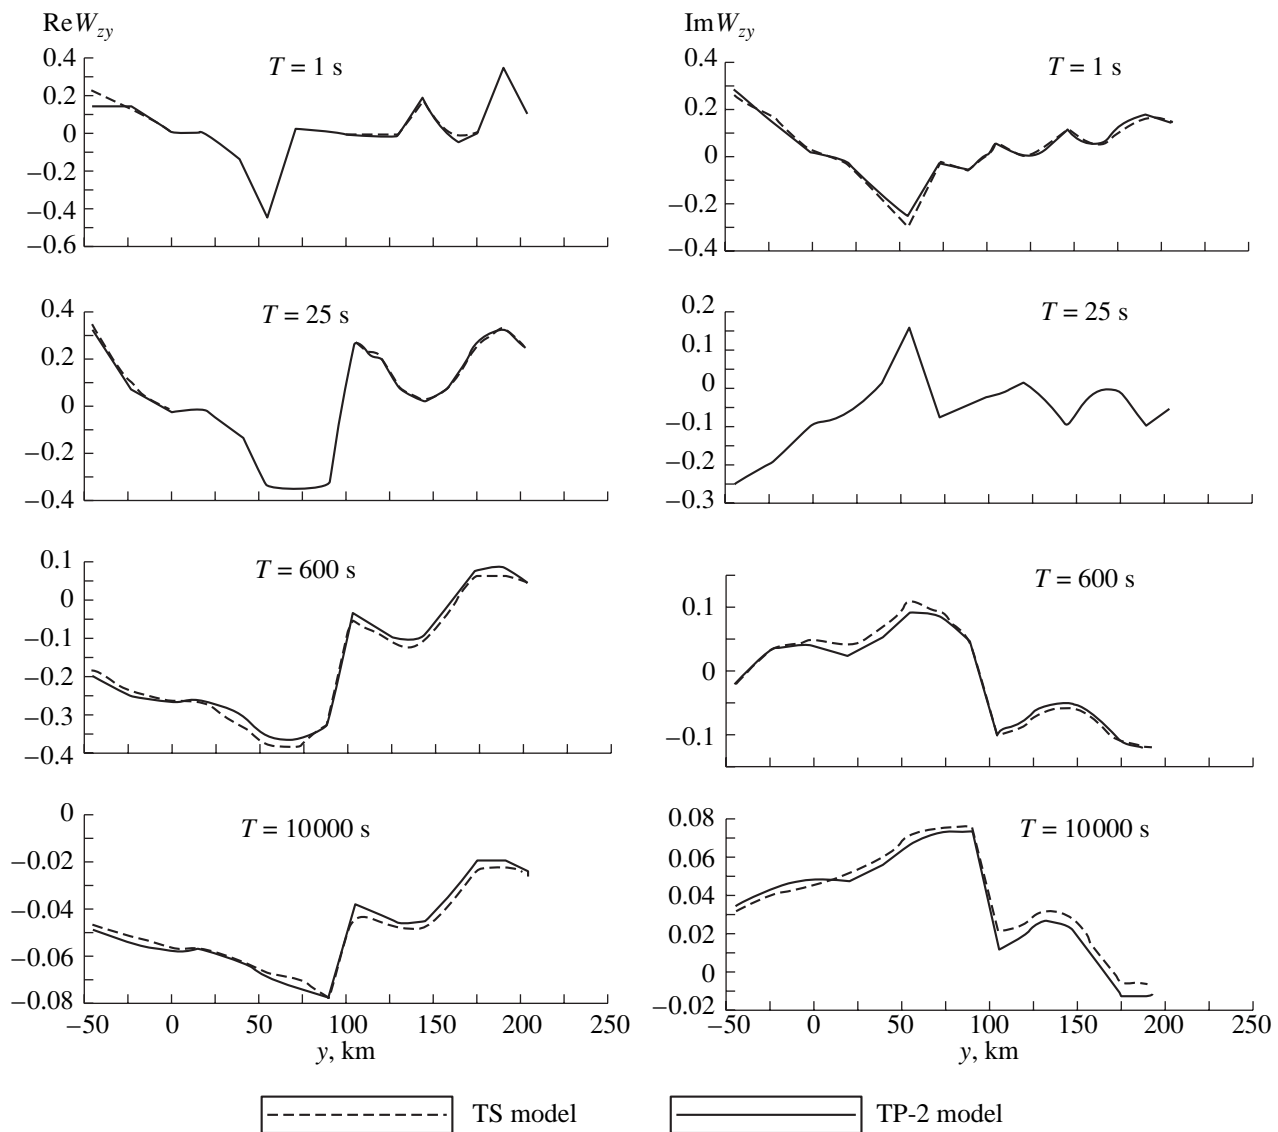 ReW_zy
T = 1 s
0.4
0.2
0
−0.2
−0.4
−0.6
ImW_zy
T = 1 s
0.4
0.2
0
−0.2
−0.4
T = 25 s
0.4
0.2
0
−0.2
−0.4
T = 25 s
0.2
0.1
0
−0.1
−0.2
−0.3
T = 600 s
0.1
0
−0.1
−0.2
−0.3
−0.4
T = 600 s
0.1
0
−0.1
T = 10000 s
0
−0.02
−0.04
−0.06
−0.08
−50 0 50 100 150 200 250
y, km
T = 10000 s
0.08
0.06
0.04
0.02
0
−0.02
−50 0 50 100 150 200 250
y, km
TS model
TP-2 model